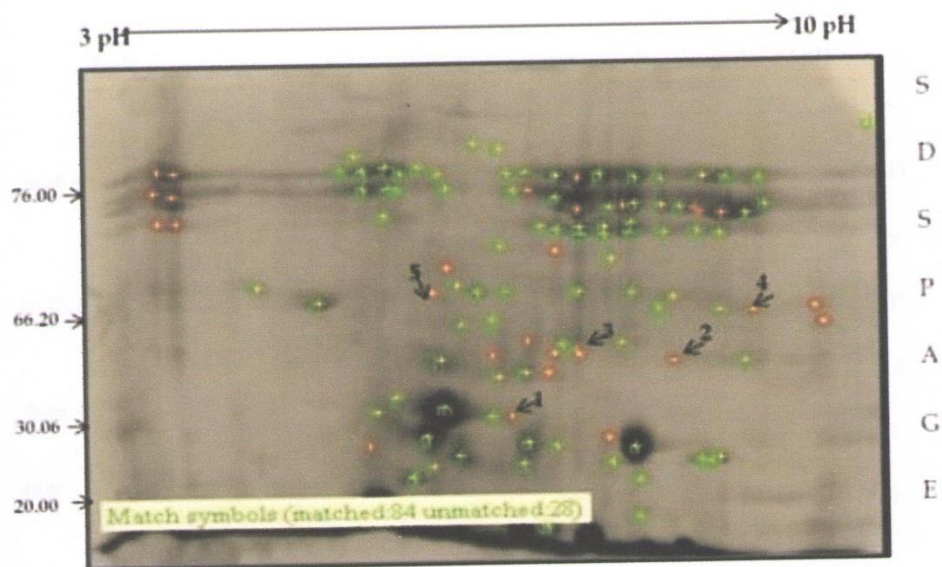 3 pH
10 pH
S
D
S
P
A
G
E
76.00
66.20
30.06
20.00
5
4
3
2
1
Match symbols (matched:84 unmatched:28)